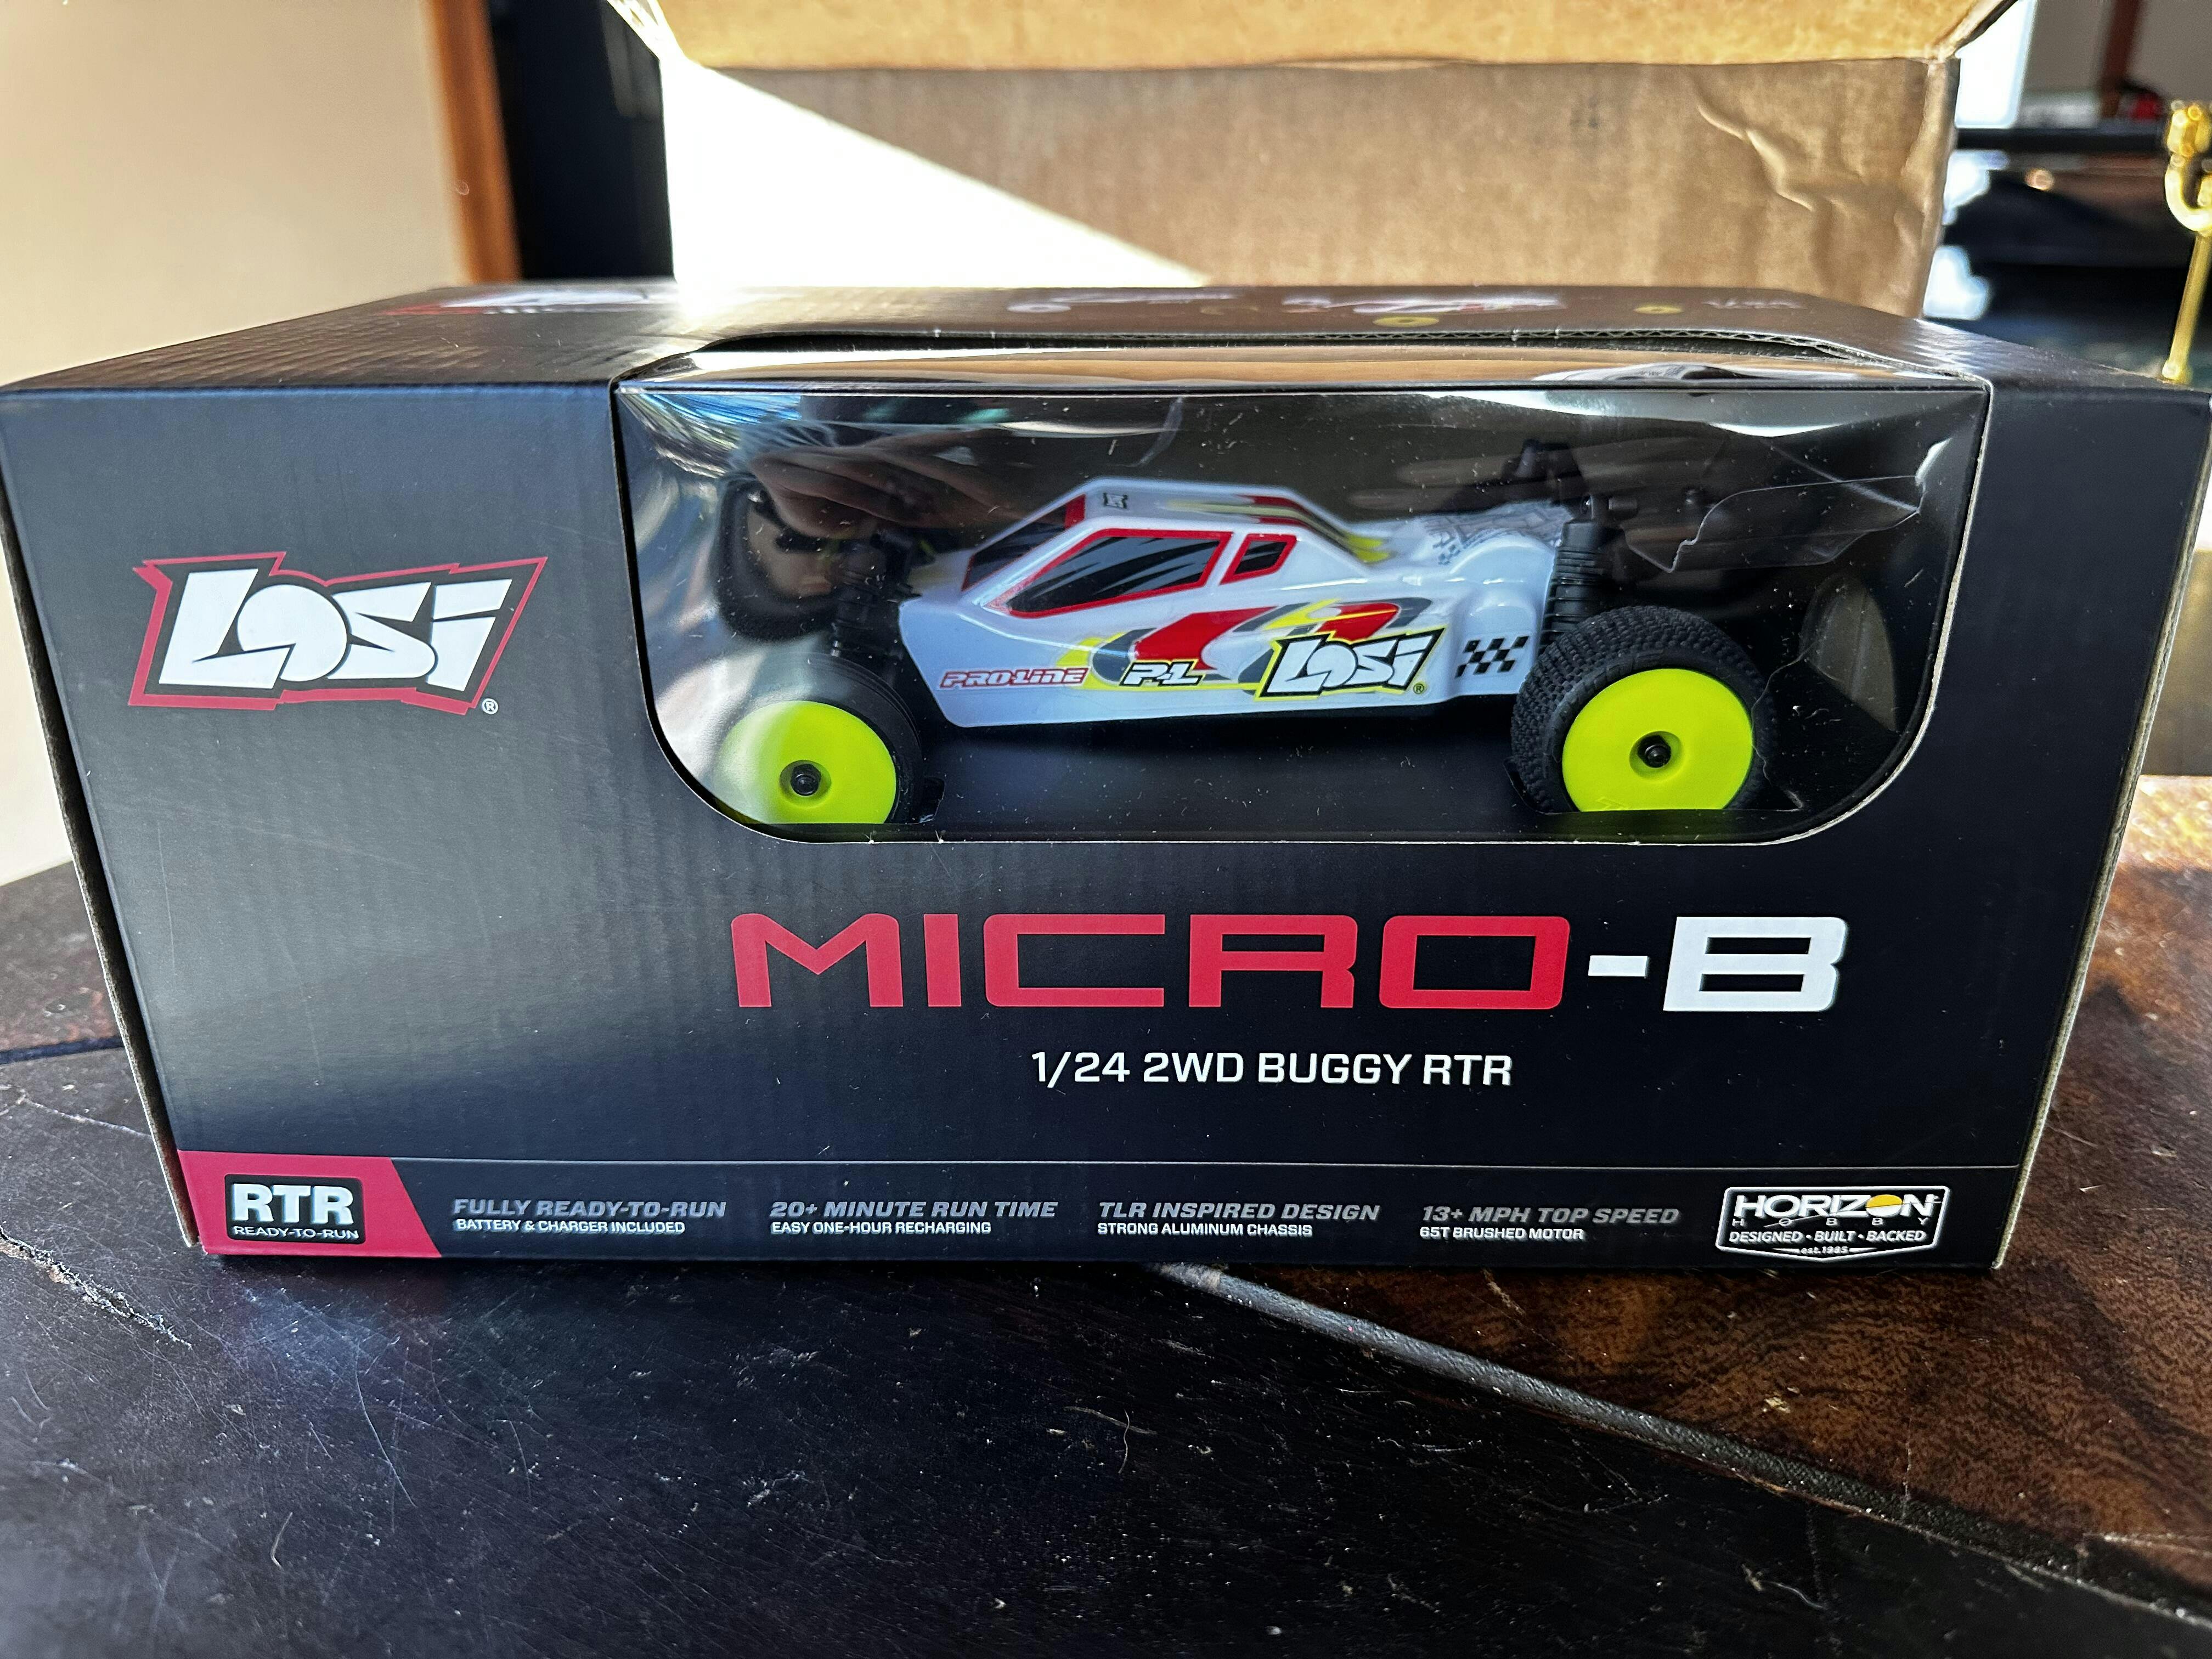 Losi
PRO-LINE
PL
Losi
MICRO-B
1/24 2WD BUGGY RTR
RTR
READY-TO-RUN
FULLY READY-TO-RUN
BATTERY & CHARGER INCLUDED
20+ MINUTE RUN TIME
EASY ONE-HOUR RECHARGING
TLR INSPIRED DESIGN
STRONG ALUMINUM CHASSIS
13+ MPH TOP SPEED
65T BRUSHED MOTOR
HORIZON
HOBBY
DESIGNED • BUILT • BACKED
est.1985